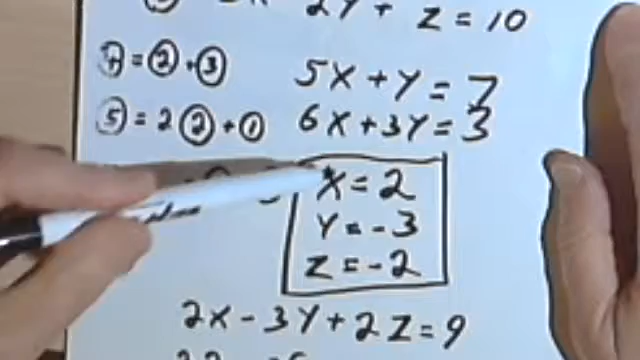 2Y + Z = 10
④ = ② + ③ 5X + Y = 7
⑤ = 2 ② + ① 6X + 3Y = 3
X = 2
Y = -3
Z = -2
2X - 3Y + 2Z = 9